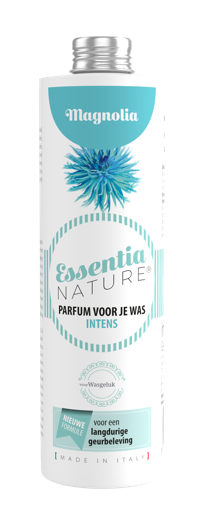 Magnolia
Essentia
NATURE®
PARFUM VOOR JE WAS
INTENS
Wasgeluk
NIEUWE
FORMULE
voor een
langdurige
geurbeleving
[ MADE IN ITALY ]